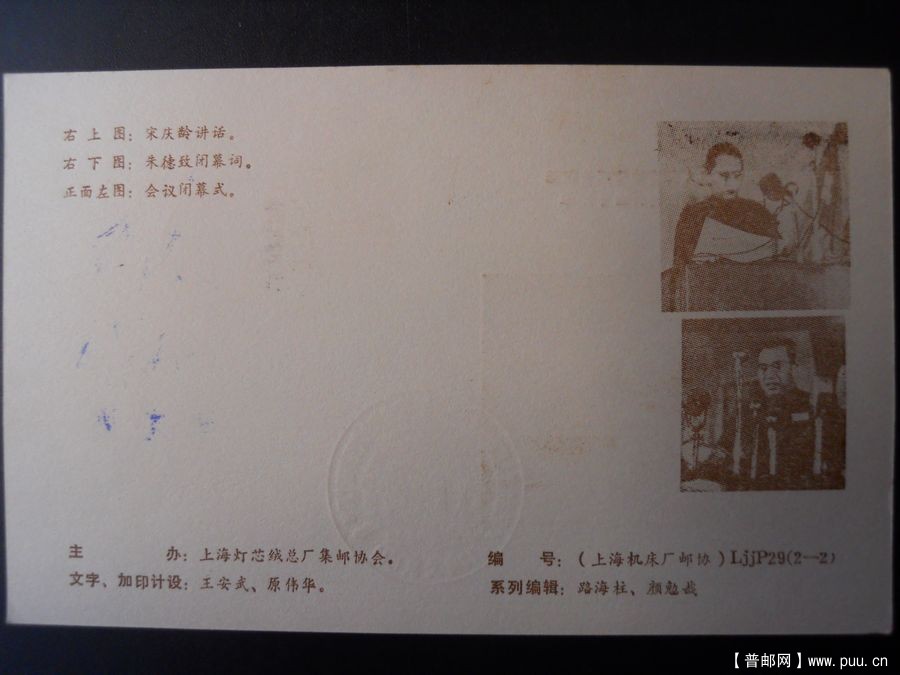 右上图：宋庆龄讲话。
右下图：朱德致闭幕词。
正面左图：会议闭幕式。
主办：上海灯芯绒总厂集邮协会。
文字、加印计设：王安武、原伟华。
编号：（上海机床厂邮协）LjjP29(2—2)
系列编辑：路海柱、颜勉哉
【普邮网】www.puu.cn